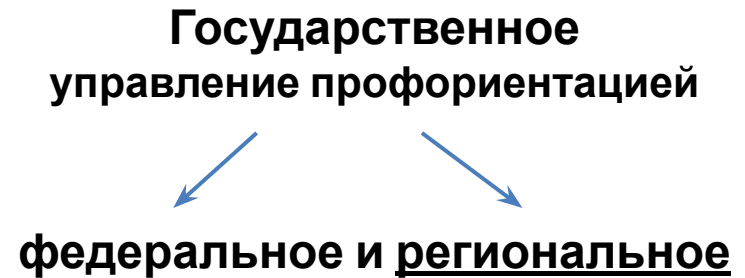 Государственное
управление профориентацией
федеральное и региональное